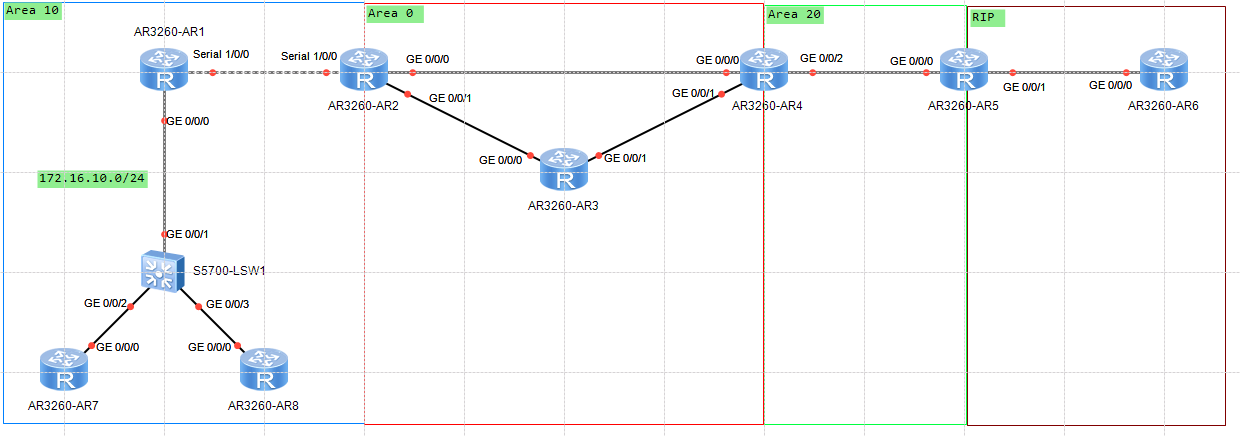 Area 10
Area 0
Area 20
RIP
AR3260-AR1
Serial 1/0/0
Serial 1/0/0
GE 0/0/0
GE 0/0/0
GE 0/0/2
GE 0/0/0
GE 0/0/1
GE 0/0/0
AR3260-AR2
GE 0/0/1
GE 0/0/1
AR3260-AR4
AR3260-AR5
AR3260-AR6
GE 0/0/0
GE 0/0/0
GE 0/0/1
172.16.10.0/24
AR3260-AR3
GE 0/0/1
S5700-LSW1
GE 0/0/2
GE 0/0/3
GE 0/0/0
GE 0/0/0
AR3260-AR7
AR3260-AR8